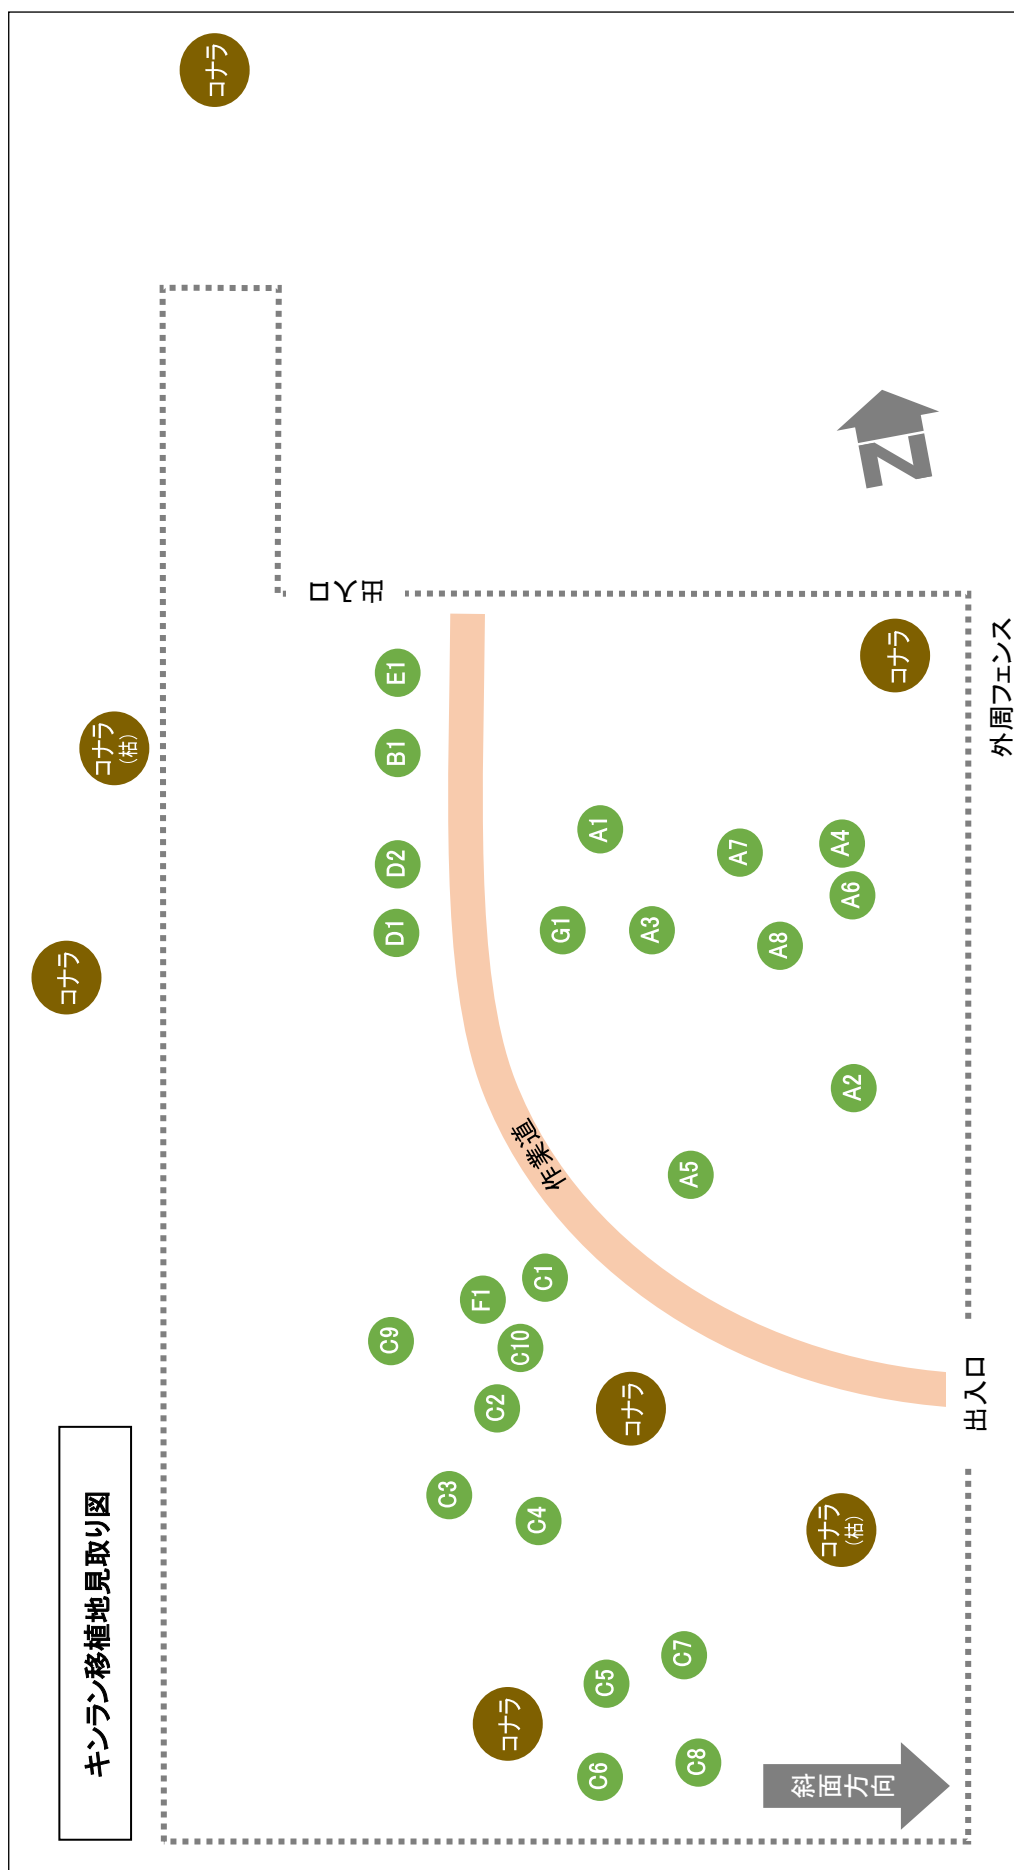 キンラン移植地見取り図
コナラ
コナラ
(枯)
コナラ
出入口
E1
B1
D2
D1
作業道
G1
A1
A3
A7
A8
A4
A6
A2
A5
コナラ
N
外周フェンス
C9
F1
C1
C10
C2
C3
C4
コナラ
コナラ
(枯)
出入口
コナラ
C5
C7
C6
C8
斜面方向